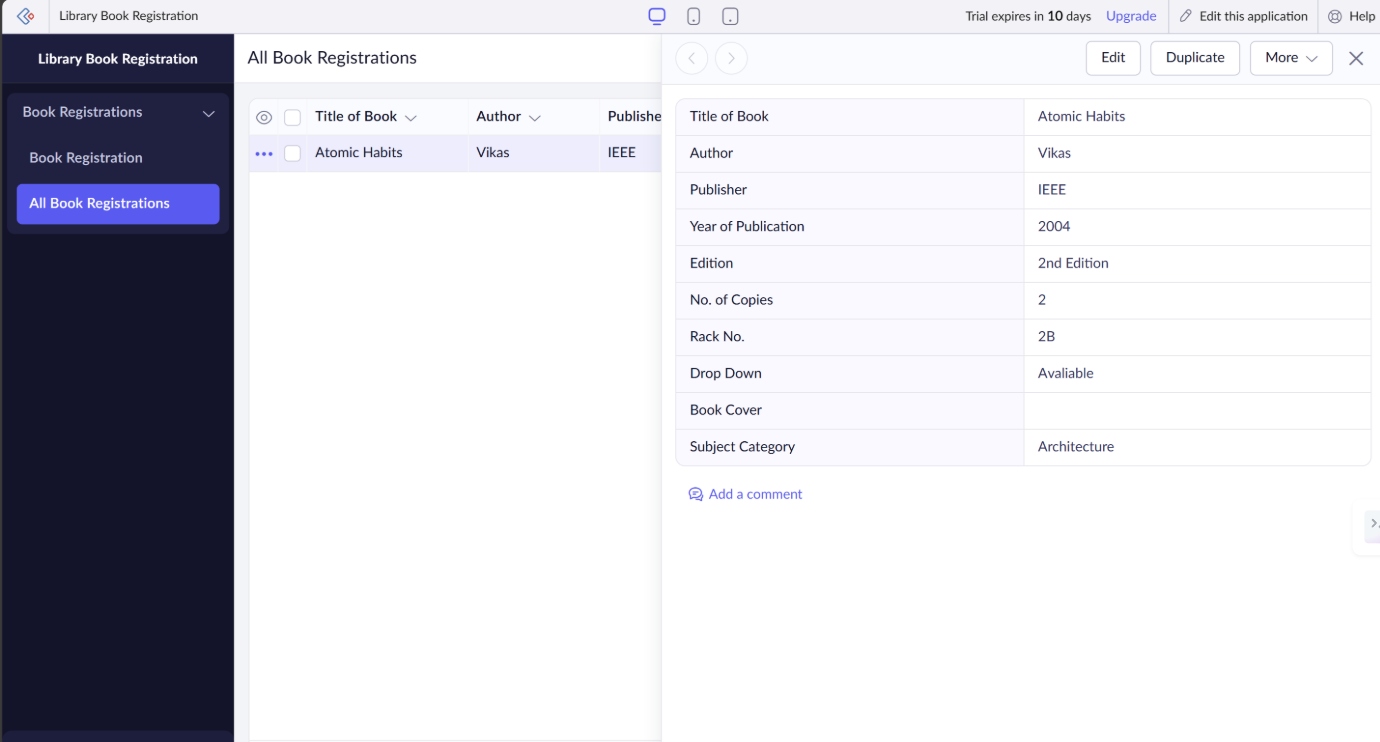 Library Book Registration
Trial expires in 10 days Upgrade Edit this application Help
Library Book Registration
Book Registrations
Book Registration
All Book Registrations
All Book Registrations
Title of Book Author Publishe
Atomic Habits Vikas IEEE
Edit Duplicate More
Title of Book Atomic Habits
Author Vikas
Publisher IEEE
Year of Publication 2004
Edition 2nd Edition
No. of Copies 2
Rack No. 2B
Drop Down Avaliable
Book Cover
Subject Category Architecture
Add a comment